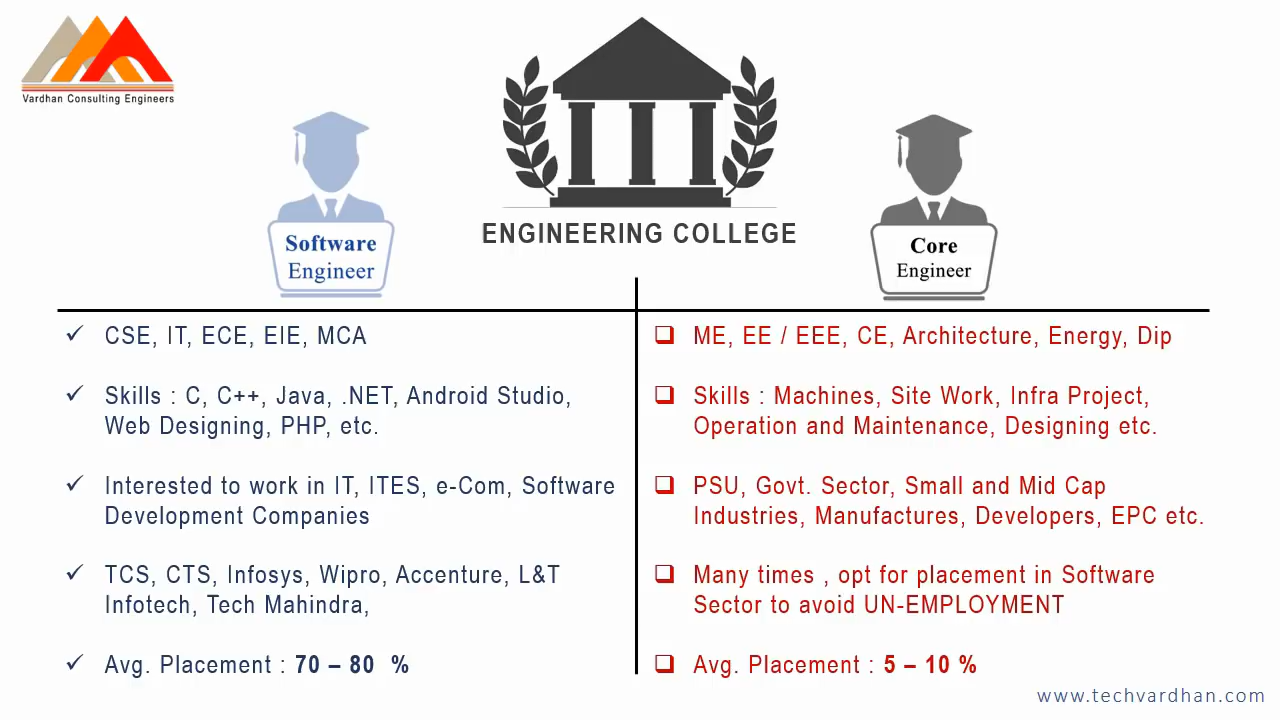 Vardhan Consulting Engineers
ENGINEERING COLLEGE
Software
Engineer
Core
Engineer
CSE, IT, ECE, EIE, MCA
Skills : C, C++, Java, .NET, Android Studio,
Web Designing, PHP, etc.
Interested to work in IT, ITES, e-Com, Software
Development Companies
TCS, CTS, Infosys, Wipro, Accenture, L&T
Infotech, Tech Mahindra,
Avg. Placement : 70 – 80 %
ME, EE / EEE, CE, Architecture, Energy, Dip
Skills : Machines, Site Work, Infra Project,
Operation and Maintenance, Designing etc.
PSU, Govt. Sector, Small and Mid Cap
Industries, Manufactures, Developers, EPC etc.
Many times , opt for placement in Software
Sector to avoid UN-EMPLOYMENT
Avg. Placement : 5 – 10 %
www.techvardhan.com